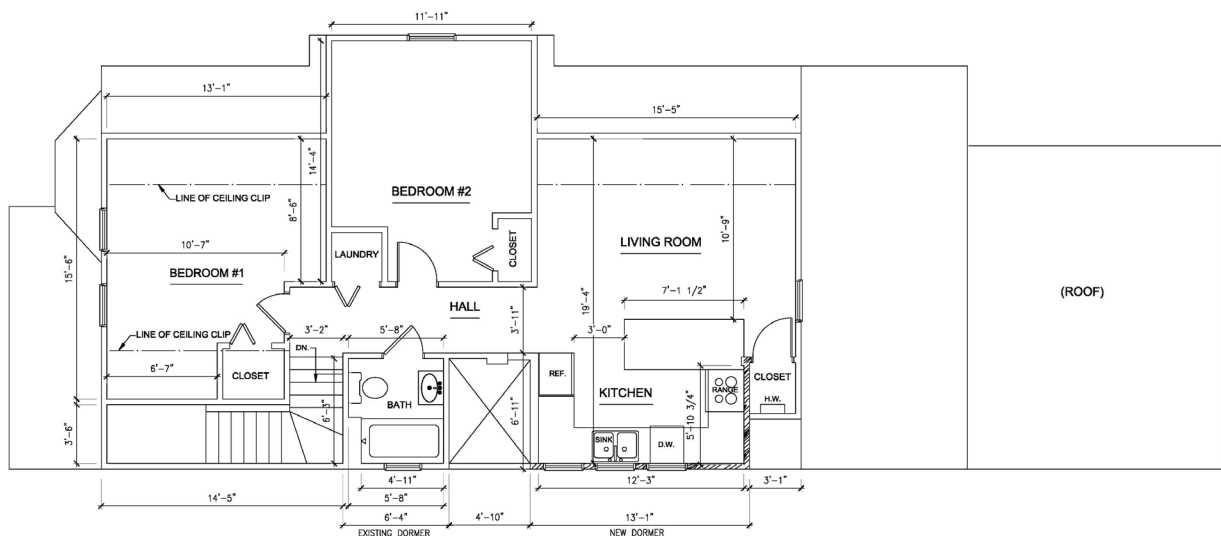 11'-11"
13'-1"
15'-5"
14'-4"
8'-6"
BEDROOM #2
LINE OF CEILING CLIP
10'-7"
BEDROOM #1
15'-6"
LAUNDRY
CLOSET
LIVING ROOM
10'-9"
19'-4"
7'-1 1/2"
(ROOF)
HALL
LINE OF CEILING CLIP
3'-2"
5'-8"
3'-11"
3'-0"
DN.
6'-7"
CLOSET
BATH
REF.
KITCHEN
RANGE
CLOSET
H.W.
3'-6"
6'-3"
6'-11"
5'-10 3/4"
SINK
D.W.
4'-11"
12'-3"
3'-1"
14'-5"
5'-8"
6'-4"
4'-10"
13'-1"
EXISTING DORMER
NEW DORMER